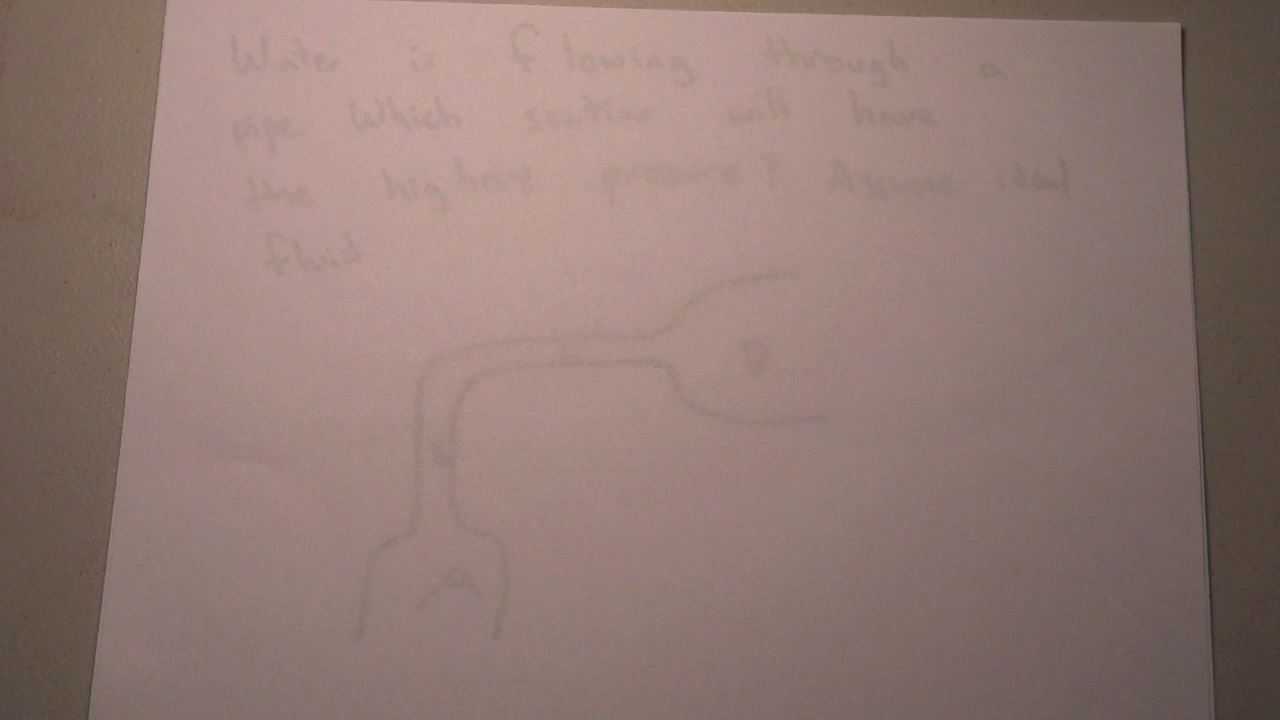 Water is flowing through a
pipe Which section will have
the highest pressure? Assume ideal
fluid
D
B
A